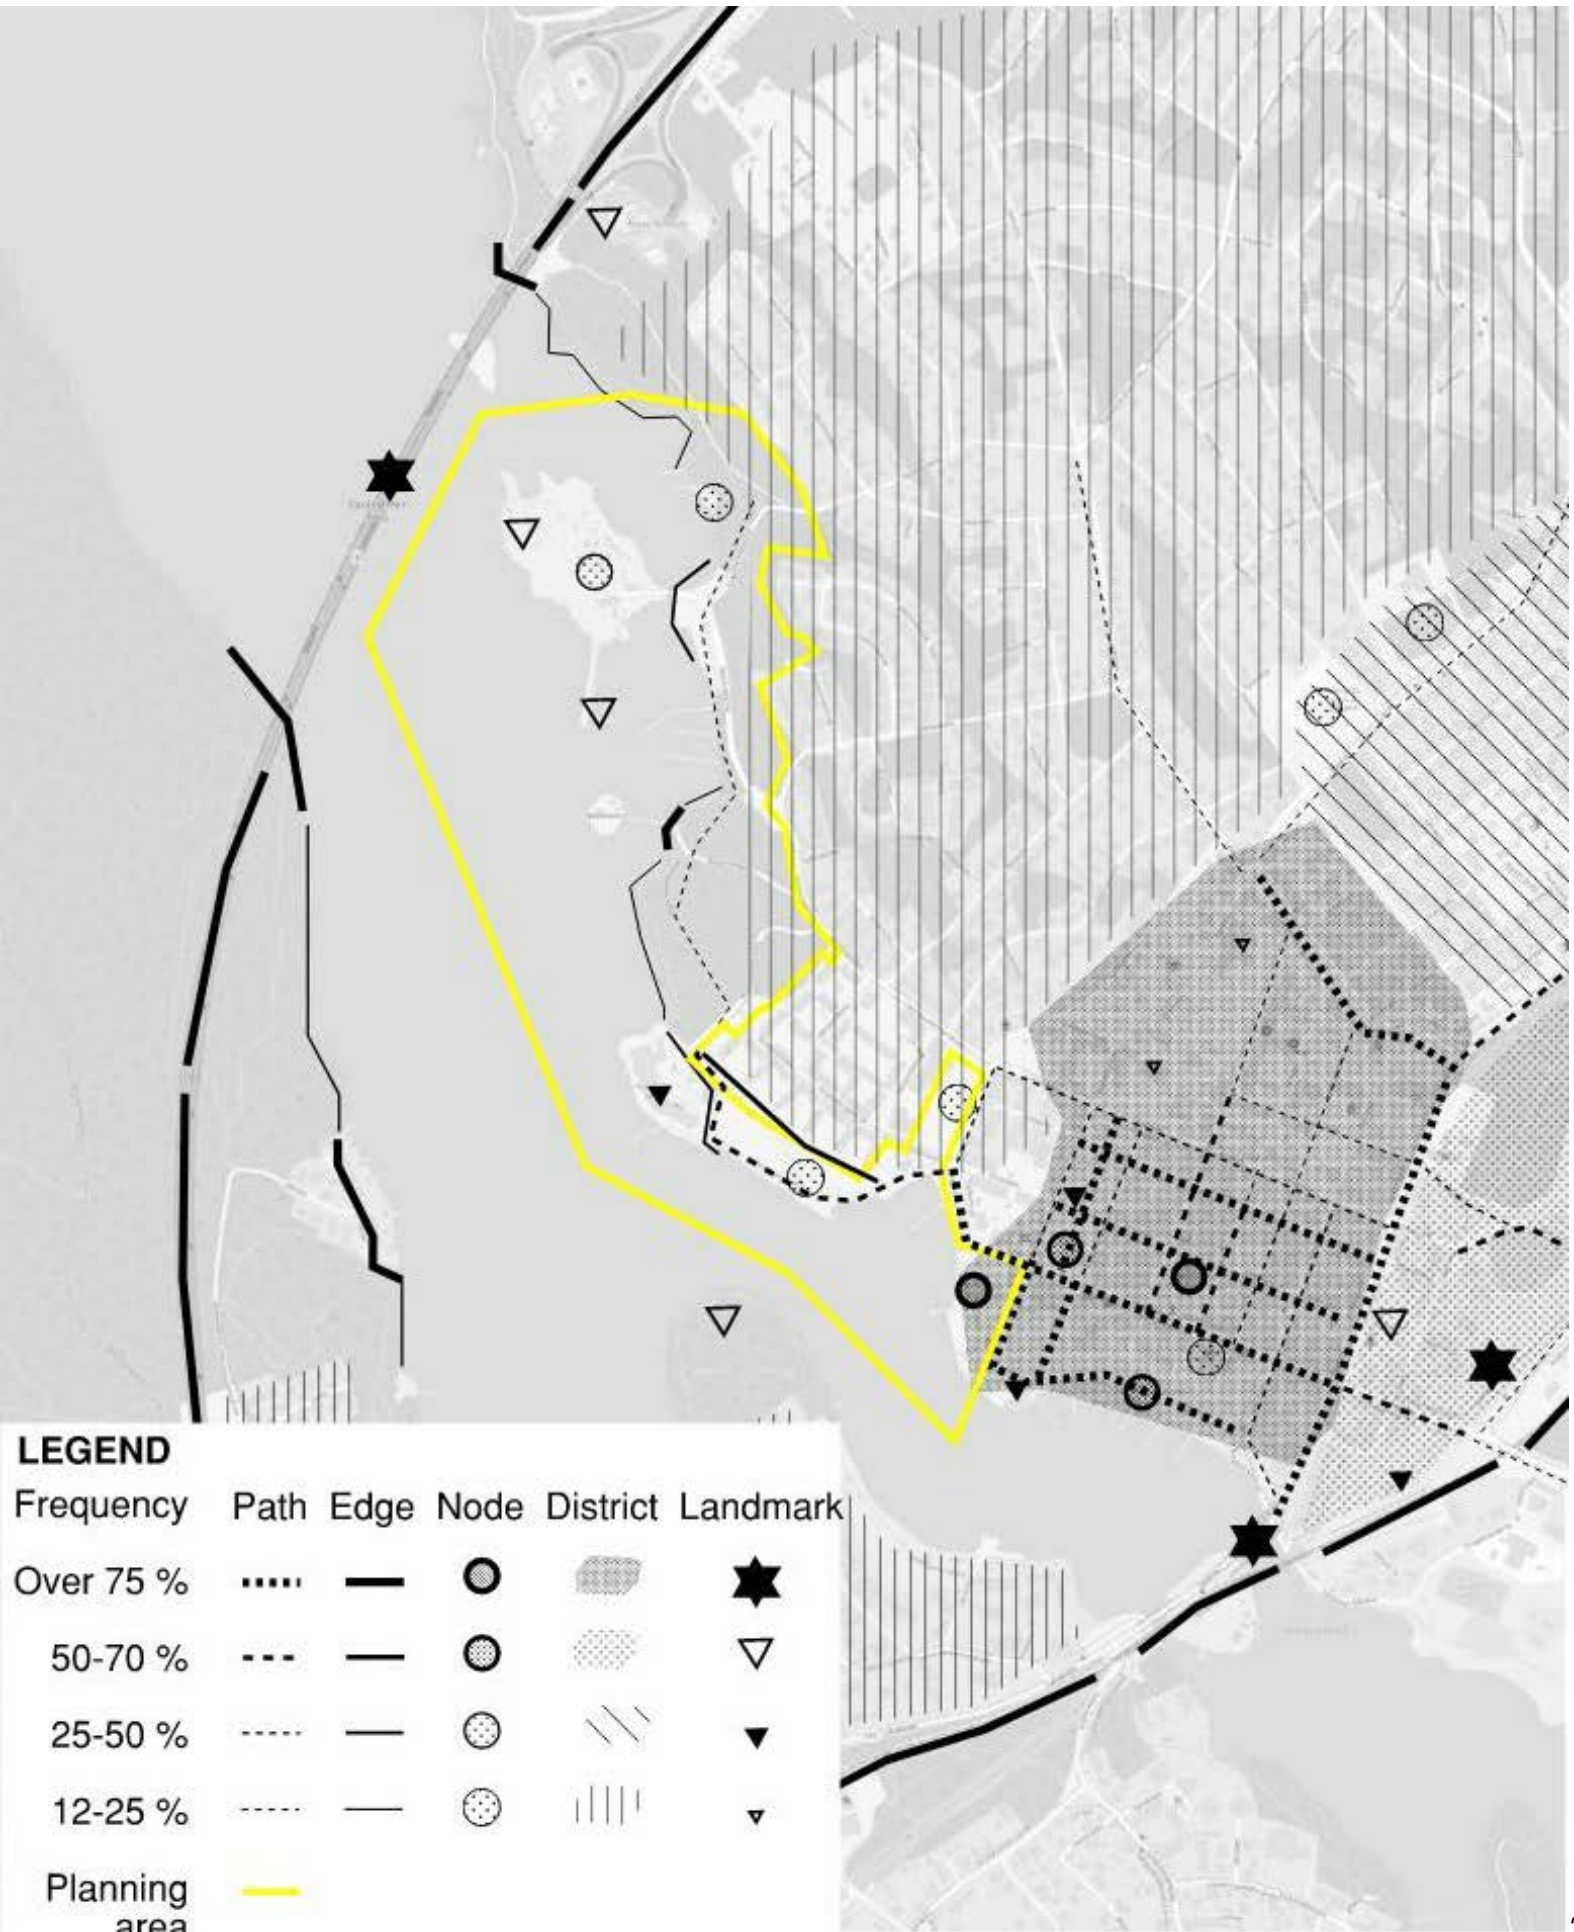 LEGEND
Frequency Path Edge Node District Landmark
Over 75 %
50-70 %
25-50 %
12-25 %
Planning
area